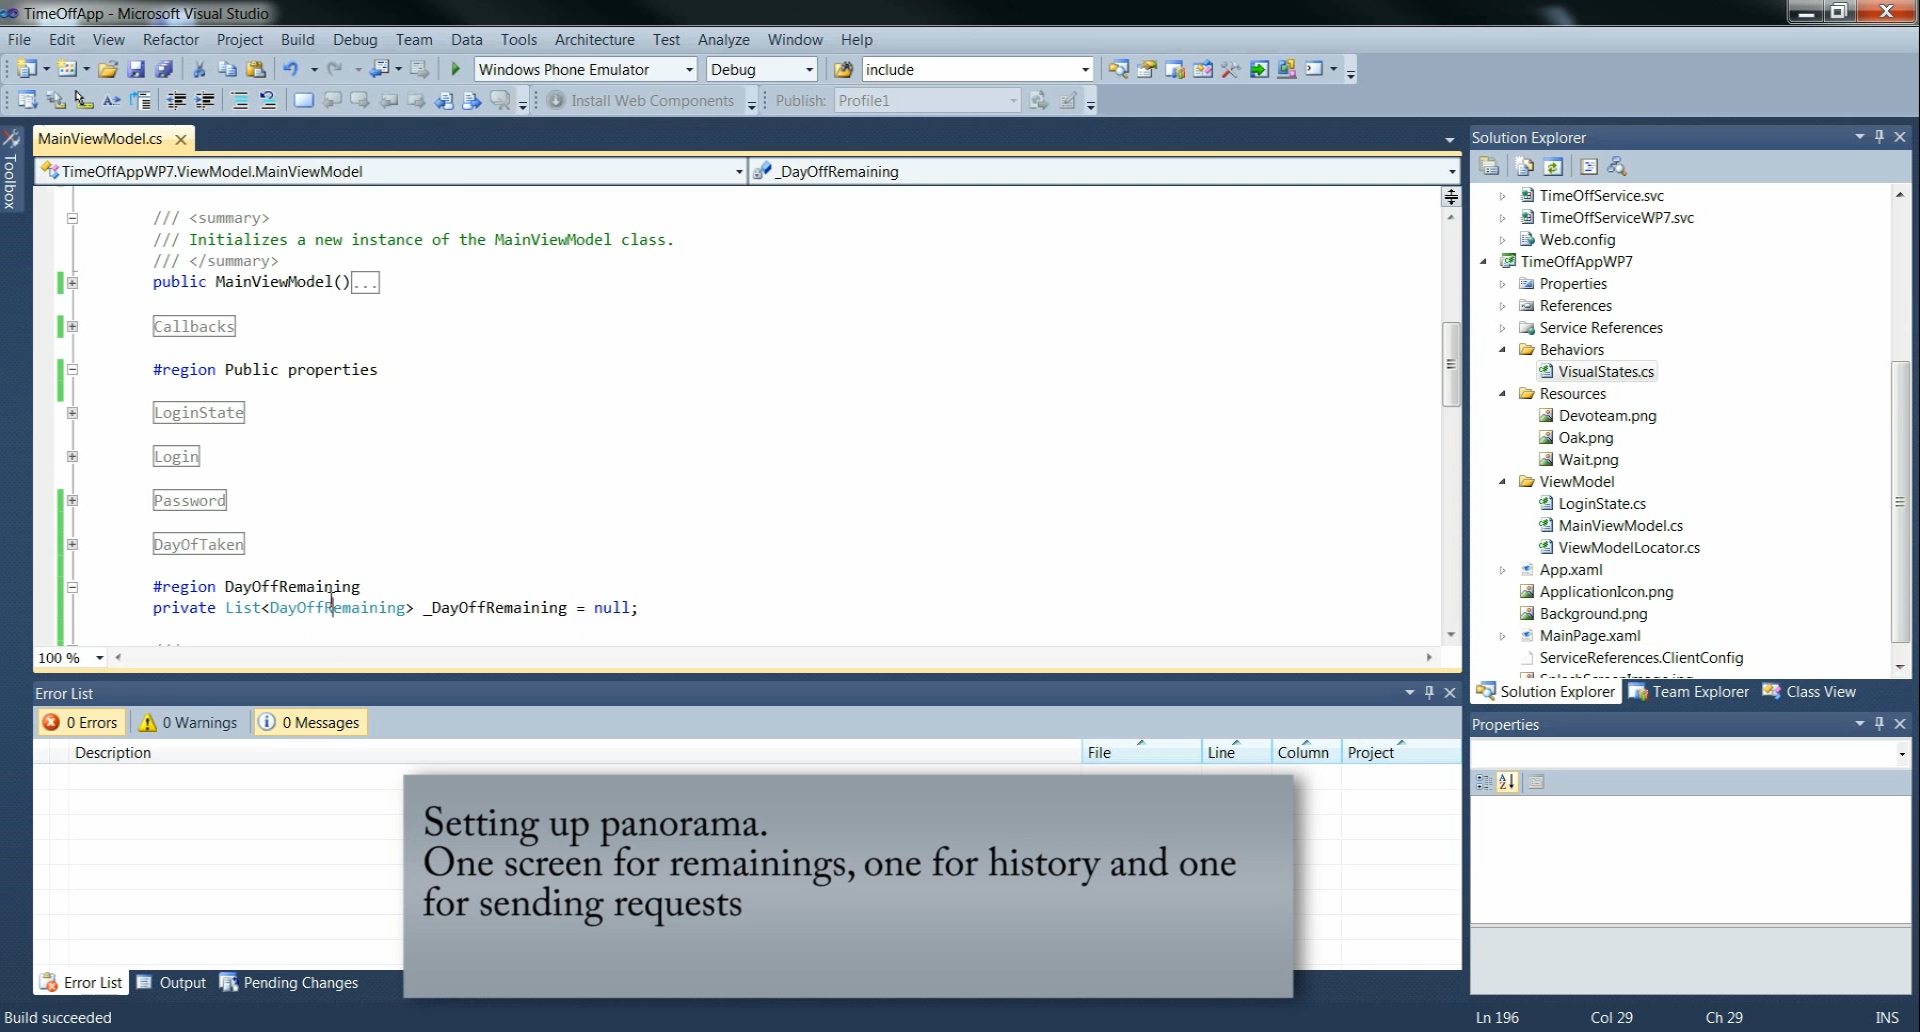 TimeOffApp - Microsoft Visual Studio
File Edit View Refactor Project Build Debug Team Data Tools Architecture Test Analyze Window Help
Windows Phone Emulator Debug include
Install Web Components Publish: Profile1
Toolbox
MainViewModel.cs
TimeOffAppWP7.ViewModel.MainViewModel _DayOffRemaining
/// <summary>
/// Initializes a new instance of the MainViewModel class.
/// </summary>
public MainViewModel()...
Callbacks
#region Public properties
LoginState
Login
Password
DayOfTaken
#region DayOffRemaining
private List<DayOffRemaining> _DayOffRemaining = null;
100 %
Error List
0 Errors 0 Warnings 0 Messages
Description File Line Column Project
Setting up panorama.
One screen for remainings, one for history and one
for sending requests
Error List Output Pending Changes
Solution Explorer
TimeOffService.svc
TimeOffServiceWP7.svc
Web.config
TimeOffAppWP7
Properties
References
Service References
Behaviors
VisualStates.cs
Resources
Devoteam.png
Oak.png
Wait.png
ViewModel
LoginState.cs
MainViewModel.cs
ViewModelLocator.cs
App.xaml
ApplicationIcon.png
Background.png
MainPage.xaml
ServiceReferences.ClientConfig
Solution Explorer Team Explorer Class View
Properties
Build succeeded Ln 196 Col 29 Ch 29 INS